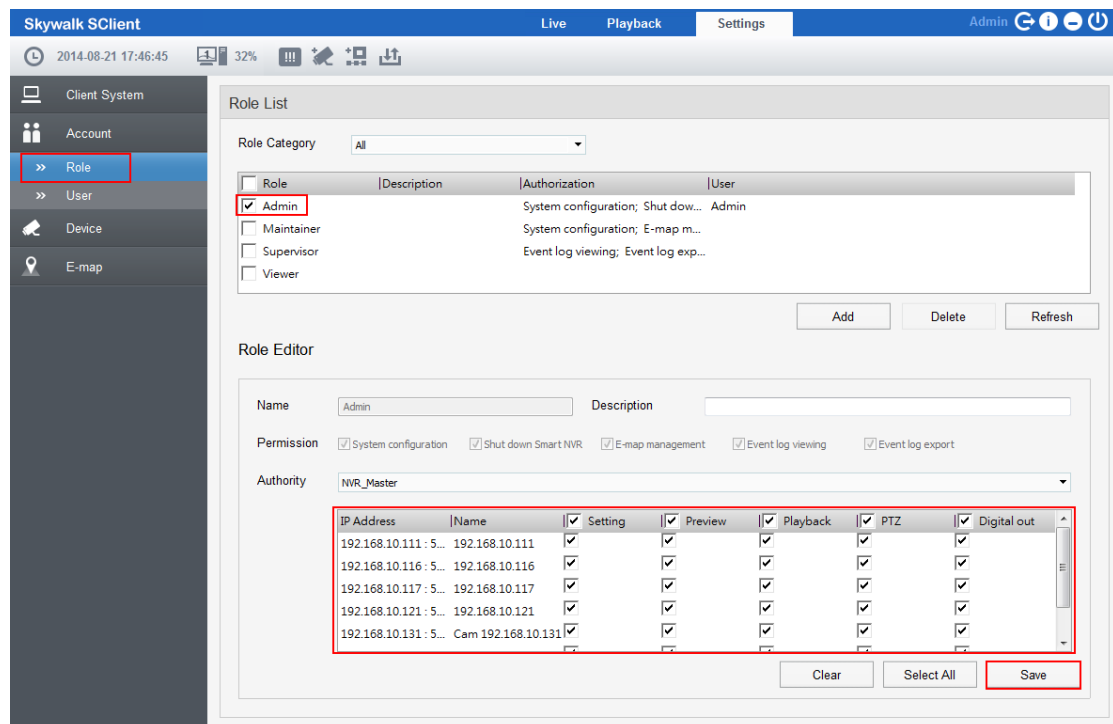 Skywalk SClient Live Playback Settings Admin
2014-08-21 17:46:45 32%
Client System
Account
Role
User
Device
E-map
Role List
Role Category All
Role Description Authorization User
Admin System configuration; Shut dow... Admin
Maintainer System configuration; E-map m...
Supervisor Event log viewing; Event log exp...
Viewer
Add Delete Refresh
Role Editor
Name Admin Description
Permission System configuration Shut down Smart NVR E-map management Event log viewing Event log export
Authority NVR_Master
IP Address Name Setting Preview Playback PTZ Digital out
192.168.10.111 : 5... 192.168.10.111
192.168.10.116 : 5... 192.168.10.116
192.168.10.117 : 5... 192.168.10.117
192.168.10.121 : 5... 192.168.10.121
192.168.10.131 : 5... Cam 192.168.10.131
Clear Select All Save